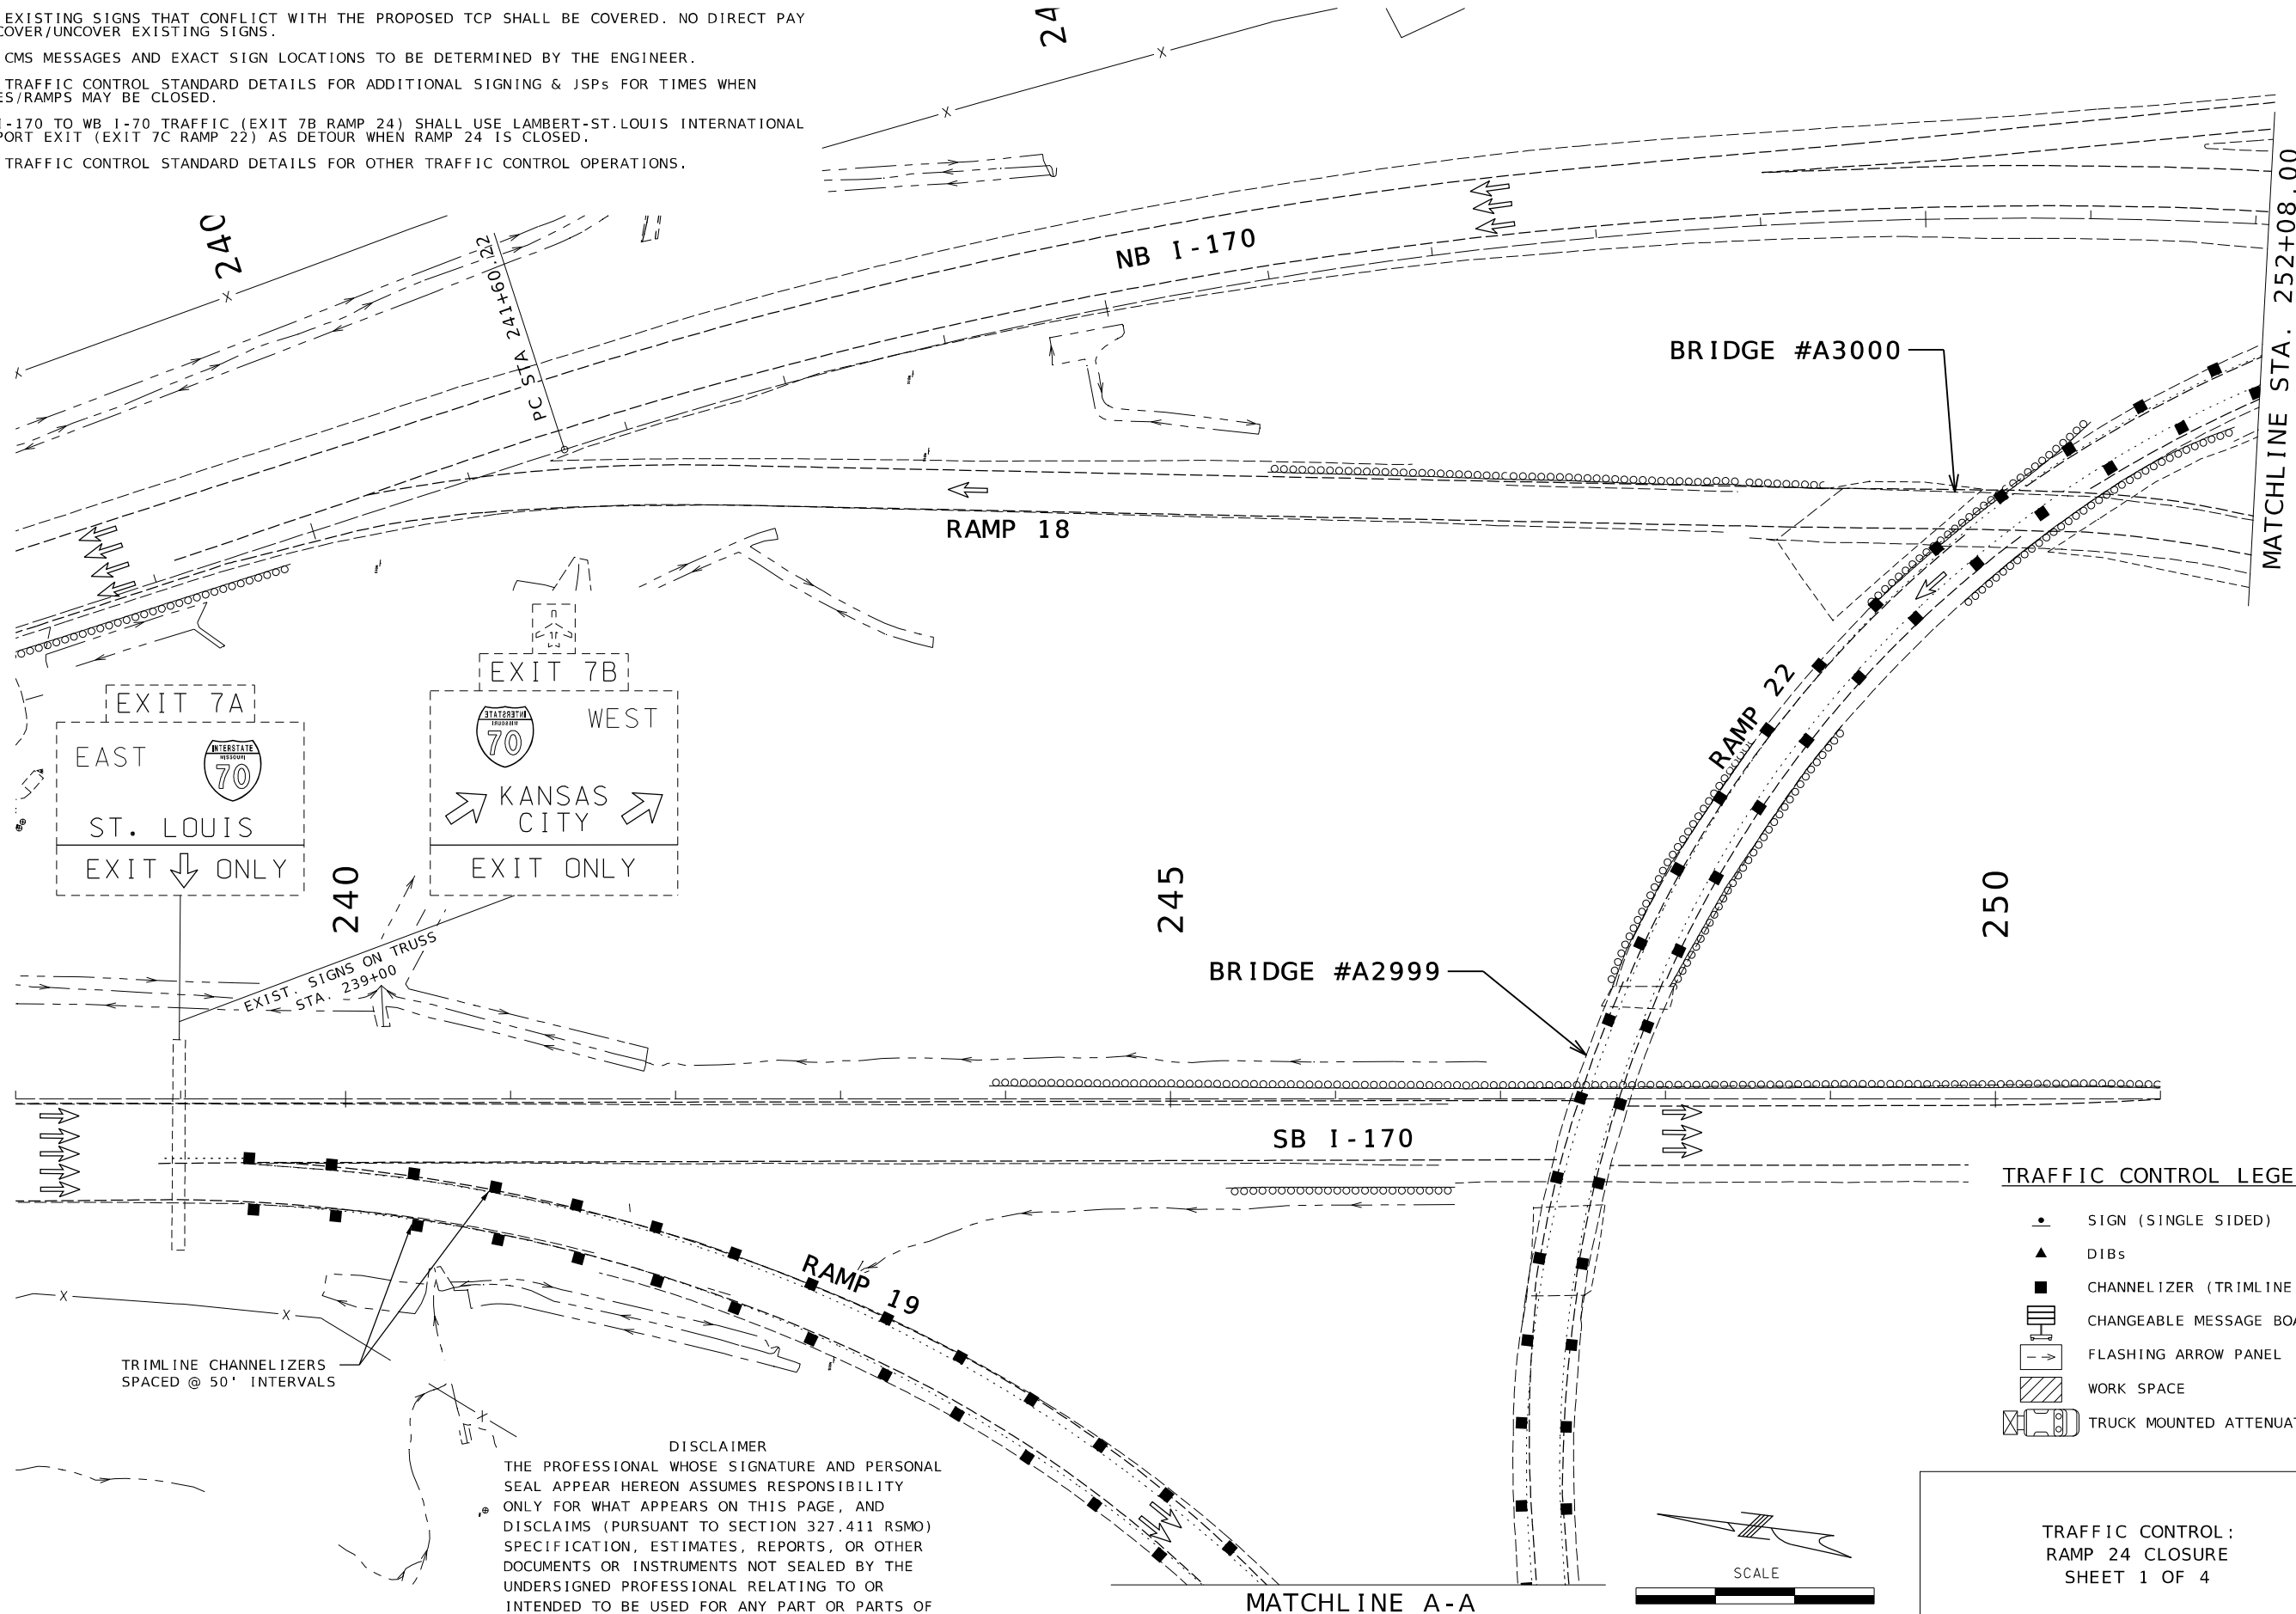 EXISTING SIGNS THAT CONFLICT WITH THE PROPOSED TCP SHALL BE COVERED. NO DIRECT PAY
COVER/UNCOVER EXISTING SIGNS.
CMS MESSAGES AND EXACT SIGN LOCATIONS TO BE DETERMINED BY THE ENGINEER.
TRAFFIC CONTROL STANDARD DETAILS FOR ADDITIONAL SIGNING & JSPs FOR TIMES WHEN
ES/RAMPS MAY BE CLOSED.
I-170 TO WB I-70 TRAFFIC (EXIT 7B RAMP 24) SHALL USE LAMBERT-ST.LOUIS INTERNATIONAL
PORT EXIT (EXIT 7C RAMP 22) AS DETOUR WHEN RAMP 24 IS CLOSED.
TRAFFIC CONTROL STANDARD DETAILS FOR OTHER TRAFFIC CONTROL OPERATIONS.
24
240
PC STA 241+60.22
NB I-170
MATCHLINE STA. 252+08.00
BRIDGE #A3000
RAMP 18
RAMP 22
EXIT 7A
EAST
INTERSTATE
MISSOURI
70
ST. LOUIS
EXIT ONLY
EXIT 7B
INTERSTATE
MISSOURI
70
WEST
KANSAS
CITY
EXIT ONLY
240
245
250
EXIST. SIGNS ON TRUSS
STA. 239+00
BRIDGE #A2999
SB I-170
RAMP 19
TRIMLINE CHANNELIZERS
SPACED @ 50' INTERVALS
TRAFFIC CONTROL LEGE
SIGN (SINGLE SIDED)
DIBs
CHANNELIZER (TRIMLINE
CHANGEABLE MESSAGE BOA
FLASHING ARROW PANEL
WORK SPACE
TRUCK MOUNTED ATTENUAT
DISCLAIMER
THE PROFESSIONAL WHOSE SIGNATURE AND PERSONAL
SEAL APPEAR HEREON ASSUMES RESPONSIBILITY
ONLY FOR WHAT APPEARS ON THIS PAGE, AND
DISCLAIMS (PURSUANT TO SECTION 327.411 RSMO)
SPECIFICATION, ESTIMATES, REPORTS, OR OTHER
DOCUMENTS OR INSTRUMENTS NOT SEALED BY THE
UNDERSIGNED PROFESSIONAL RELATING TO OR
INTENDED TO BE USED FOR ANY PART OR PARTS OF
MATCHLINE A-A
SCALE
TRAFFIC CONTROL:
RAMP 24 CLOSURE
SHEET 1 OF 4